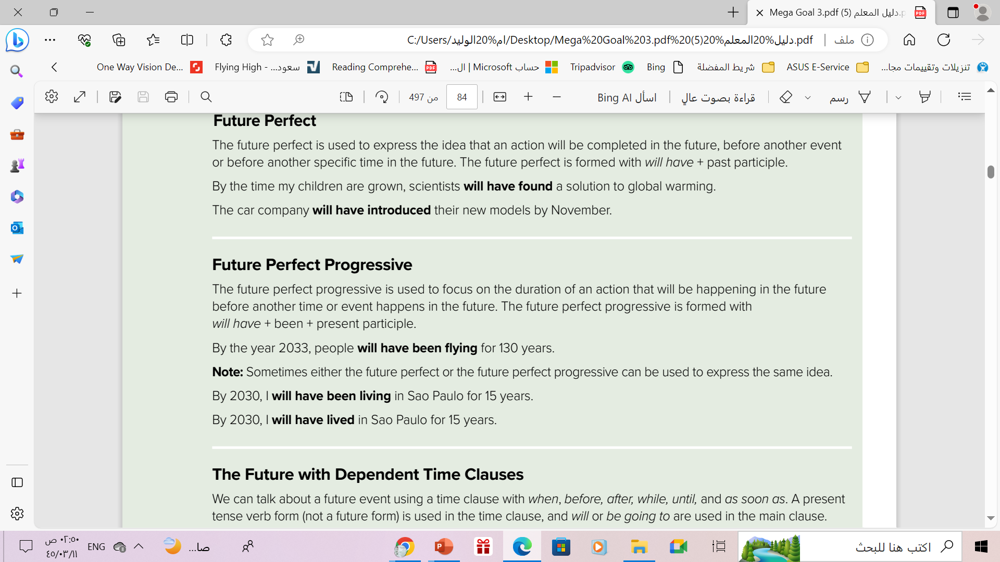 Mega Goal 3.pdf (5) دليل المعلم.p
C:/Users/ام%20الوليد/Desktop/Mega%20Goal%203.pdf%20(5)%20دليل%20المعلم.pdf
ملف
One Way Vision De...
Flying High - سعود...
Reading Comprehe...
حساب Microsoft | ال...
Tripadvisor
Bing
شريط المفضلة
ASUS E-Service
تنزيلات وتقييمات مجا...
من 497
84
اسأل Bing AI
قراءة بصوت عالٍ
رسم
Future Perfect
The future perfect is used to express the idea that an action will be completed in the future, before another event
or before another specific time in the future. The future perfect is formed with will have + past participle.
By the time my children are grown, scientists will have found a solution to global warming.
The car company will have introduced their new models by November.
Future Perfect Progressive
The future perfect progressive is used to focus on the duration of an action that will be happening in the future
before another time or event happens in the future. The future perfect progressive is formed with
will have + been + present participle.
By the year 2033, people will have been flying for 130 years.
Note: Sometimes either the future perfect or the future perfect progressive can be used to express the same idea.
By 2030, I will have been living in Sao Paulo for 15 years.
By 2030, I will have lived in Sao Paulo for 15 years.
The Future with Dependent Time Clauses
We can talk about a future event using a time clause with when, before, after, while, until, and as soon as. A present
tense verb form (not a future form) is used in the time clause, and will or be going to are used in the main clause.
٠٢:٥٠ ص
٤٥/٠٣/١١
ENG
صا...
اكتب هنا للبحث